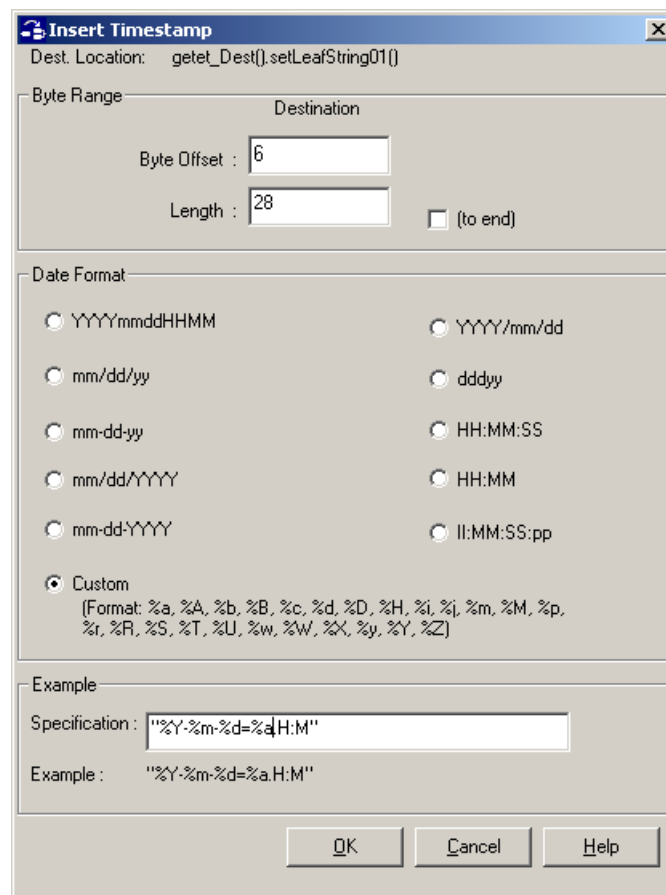 Insert Timestamp
Dest. Location: getet_Dest().setLeafString01()
Byte Range
Destination
Byte Offset : 6
Length : 28
(to end)
Date Format
YYYYmmddHHMM
YYYY/mm/dd
mm/dd/yy
dddyy
mm-dd-yy
HH:MM:SS
mm/dd/YYYY
HH:MM
mm-dd-YYYY
II:MM:SS:pp
Custom
(Format: %a, %A, %b, %B, %c, %d, %D, %H, %i, %j, %m, %M, %p,
%r, %R, %S, %T, %U, %w, %W, %X, %y, %Y, %Z)
Example
Specification : "%Y-%m-%d=%a.H:M"
Example : "%Y-%m-%d=%a.H:M"
OK Cancel Help